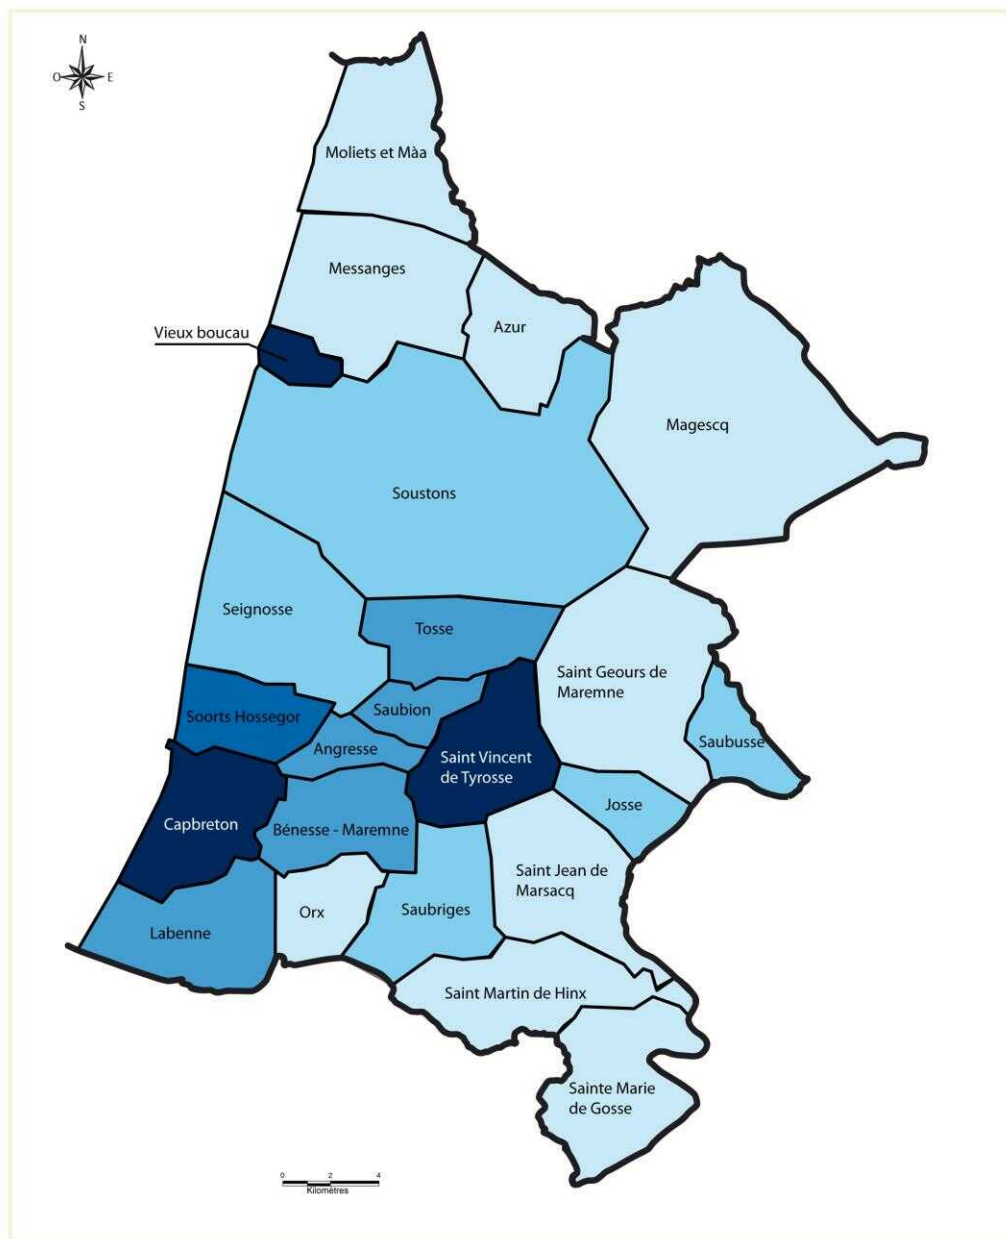 N
O E
S
Moliets et Màa
Messanges
Vieux boucau
Azur
Magescq
Soustons
Seignosse
Tosse
Saint Geours de
Maremne
Soorts Hossegor
Saubion
Saubusse
Angresse
Saint Vincent
de Tyrosse
Josse
Capbreton
Bénesse - Maremne
Saint Jean de
Marsacq
Orx
Saubriges
Labenne
Saint Martin de Hinx
Sainte Marie
de Gosse
0 2 4
Kilomètres